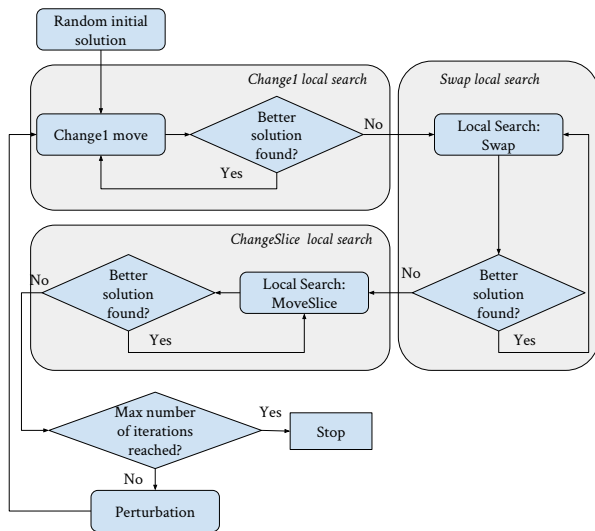 Random initial
solution
Change1 local search
Change1 move
Better
solution
found?
No
Yes
Swap local search
Local Search:
Swap
Better
solution
found?
No
Yes
ChangeSlice local search
Local Search:
MoveSlice
Better
solution
found?
No
Yes
Max number
of iterations
reached?
Yes
Stop
No
Perturbation